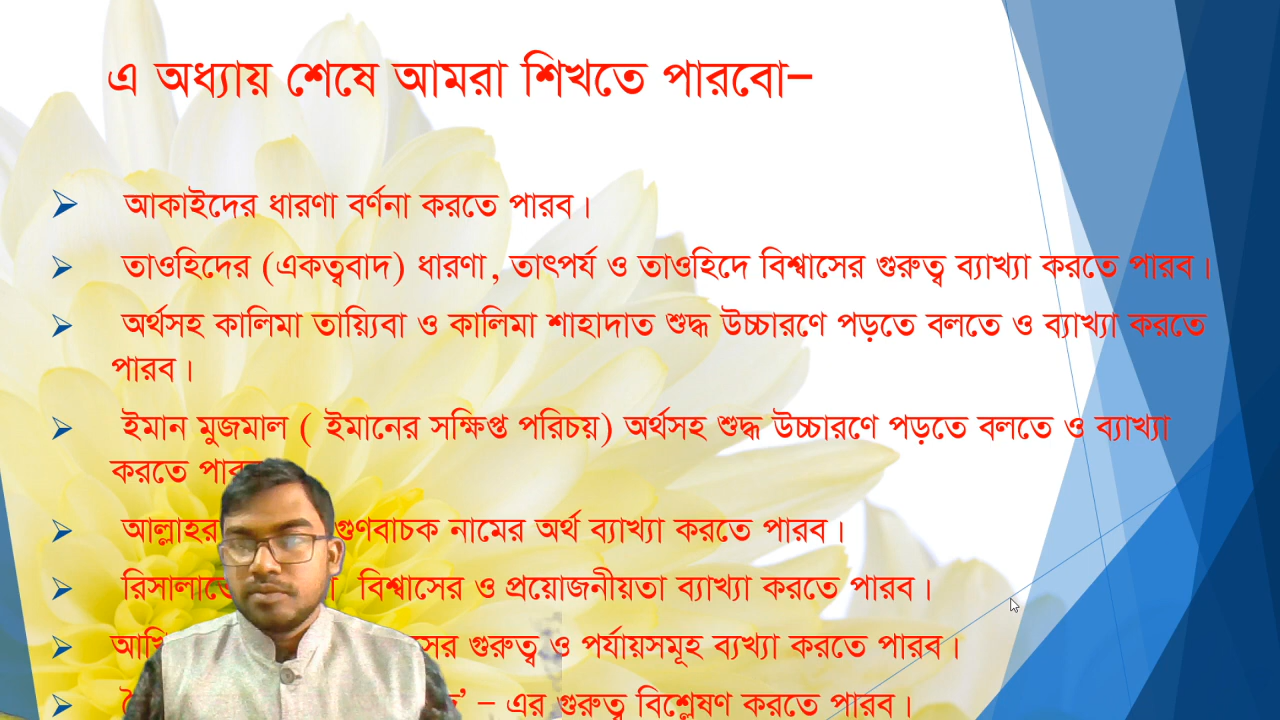 এ অধ্যায় শেষে আমরা শিখতে পারবো–
আকাইদের ধারণা বর্ণনা করতে পারব।
তাওহিদের (একত্ববাদ) ধারণা, তাৎপর্য ও তাওহিদে বিশ্বাসের গুরুত্ব ব্যাখ্যা করতে পারব।
অর্থসহ কালিমা তায়্যিবা ও কালিমা শাহাদাত শুদ্ধ উচ্চারণে পড়তে বলতে ও ব্যাখ্যা করতে
পারব।
ইমান মুজমাল ( ইমানের সক্ষিপ্ত পরিচয়) অর্থসহ শুদ্ধ উচ্চারণে পড়তে বলতে ও ব্যাখ্যা
করতে
আল্লাহর গুণবাচক নামের অর্থ ব্যাখ্যা করতে পারব।
বিশ্বাসের ও প্রয়োজনীয়তা ব্যাখ্যা করতে পারব।
গুরুত্ব ও পর্যায়সমূহ ব্যখ্যা করতে পারব।
– এর গুরুত্ব বিশ্লেষণ করতে পারব।